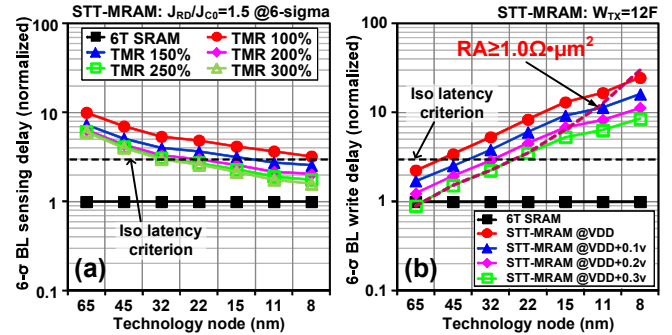 STT-MRAM: J_RD/J_C0=1.5 @6-sigma
6-σ BL sensing delay (normalized)
100
10
1
0.1
6T SRAM
TMR 100%
TMR 150%
TMR 200%
TMR 250%
TMR 300%
Iso latency
criterion
(a)
65 45 32 22 15 11 8
Technology node (nm)
STT-MRAM: W_TX=12F
6-σ BL write delay (normalized)
100
10
1
0.1
RA≥1.0Ω•μm²
Iso latency
criterion
(b)
6T SRAM
STT-MRAM @VDD
STT-MRAM @VDD+0.1v
STT-MRAM @VDD+0.2v
STT-MRAM @VDD+0.3v
65 45 32 22 15 11 8
Technology node (nm)